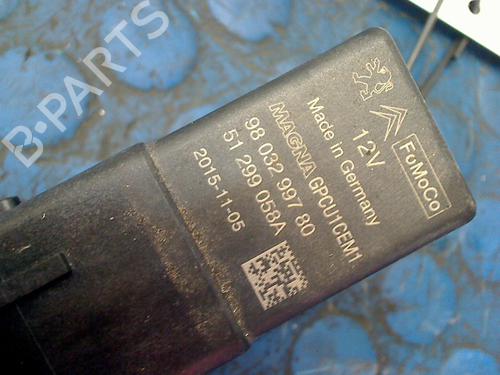 B-PARTS
FoMoCo
12V
Made in Germany
MAGNA GPCU1CEM1
98 032 997 80
51 299 058A
2015-11-05